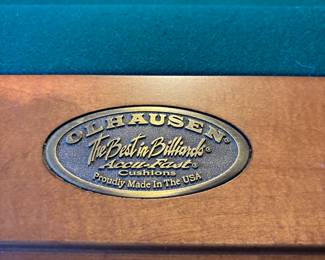 OLHAUSEN®
The Best in Billiards®
Accu-Fast®
Cushions
Proudly Made In The USA